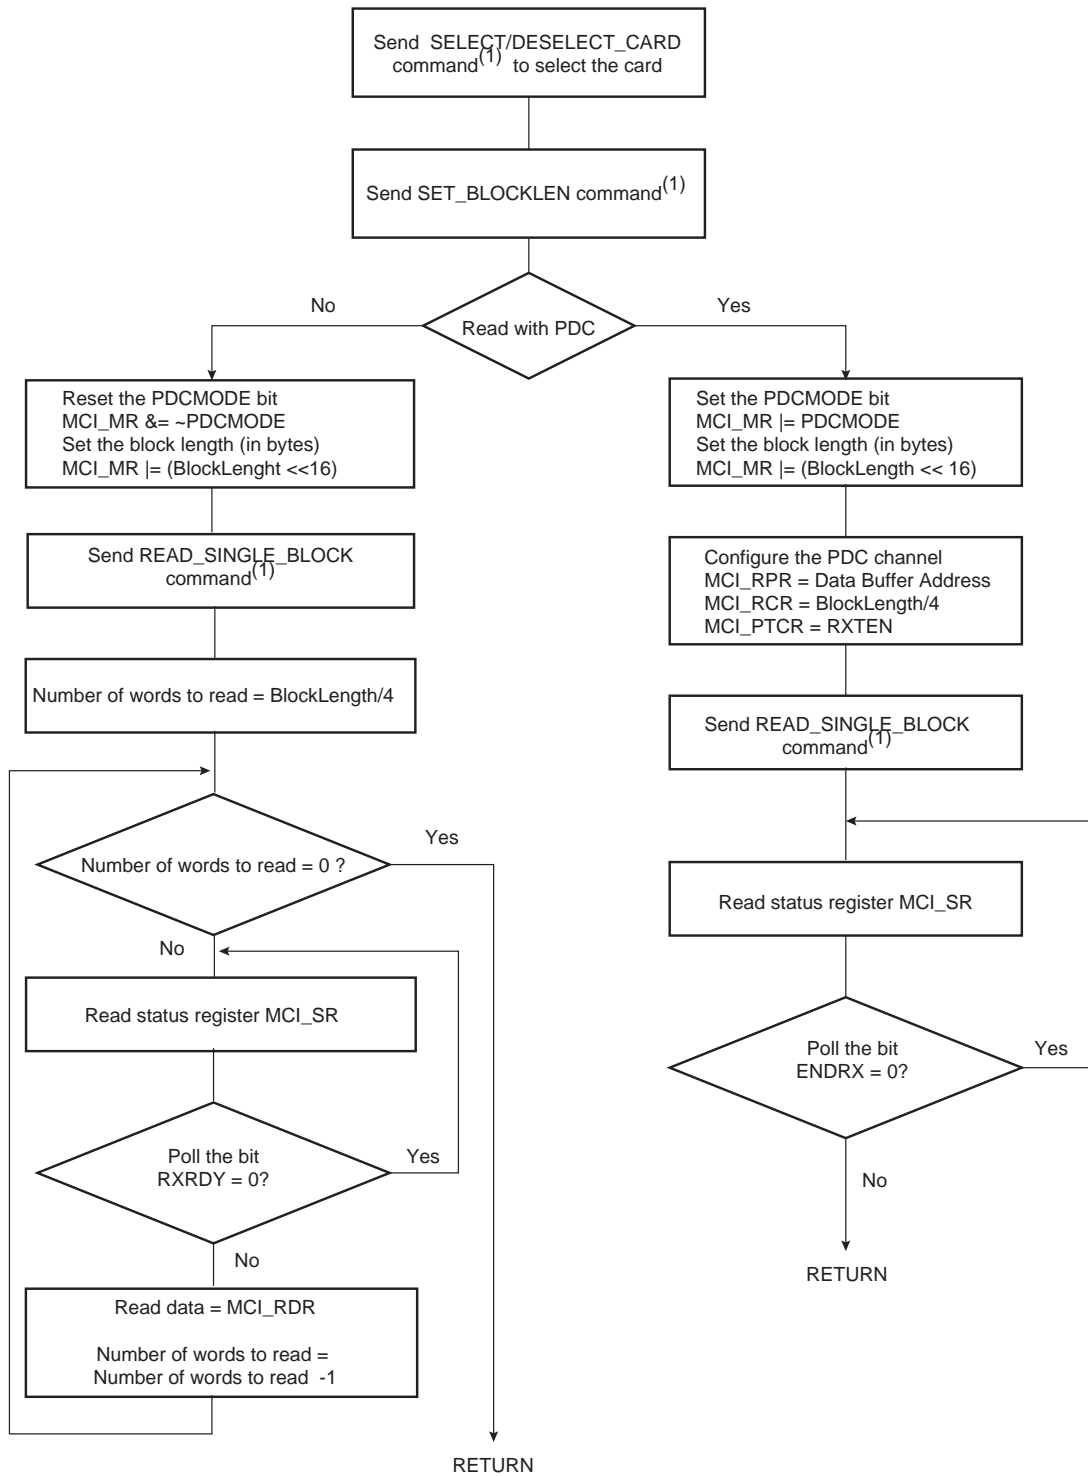 Send SELECT/DESELECT_CARD
command(1) to select the card
Send SET_BLOCKLEN command(1)
No
Yes
Read with PDC
Reset the PDCMODE bit
MCI_MR &= ~PDCMODE
Set the block length (in bytes)
MCI_MR |= (BlockLenght <<16)
Set the PDCMODE bit
MCI_MR |= PDCMODE
Set the block length (in bytes)
MCI_MR |= (BlockLength << 16)
Send READ_SINGLE_BLOCK
command(1)
Configure the PDC channel
MCI_RPR = Data Buffer Address
MCI_RCR = BlockLength/4
MCI_PTCR = RXTEN
Number of words to read = BlockLength/4
Send READ_SINGLE_BLOCK
command(1)
Number of words to read = 0 ?
Yes
No
Read status register MCI_SR
Read status register MCI_SR
Poll the bit
ENDRX = 0?
Yes
Poll the bit
RXRDY = 0?
Yes
No
No
RETURN
Read data = MCI_RDR
Number of words to read =
Number of words to read -1
RETURN